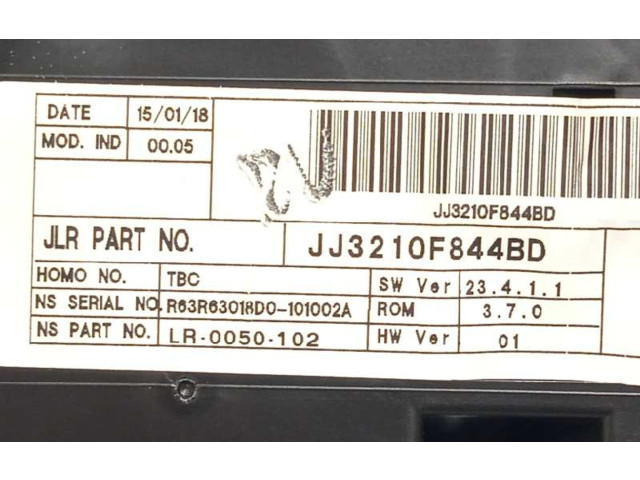 DATE 15/01/18
MOD. IND 00.05
JJ3210F844BD
JLR PART NO. JJ3210F844BD
HOMO NO. TBC SW Ver 23.4.1.1
NS SERIAL NO. R63R63018D0-101002A ROM 3.7.0
NS PART NO. LR-0050-102 HW Ver 01